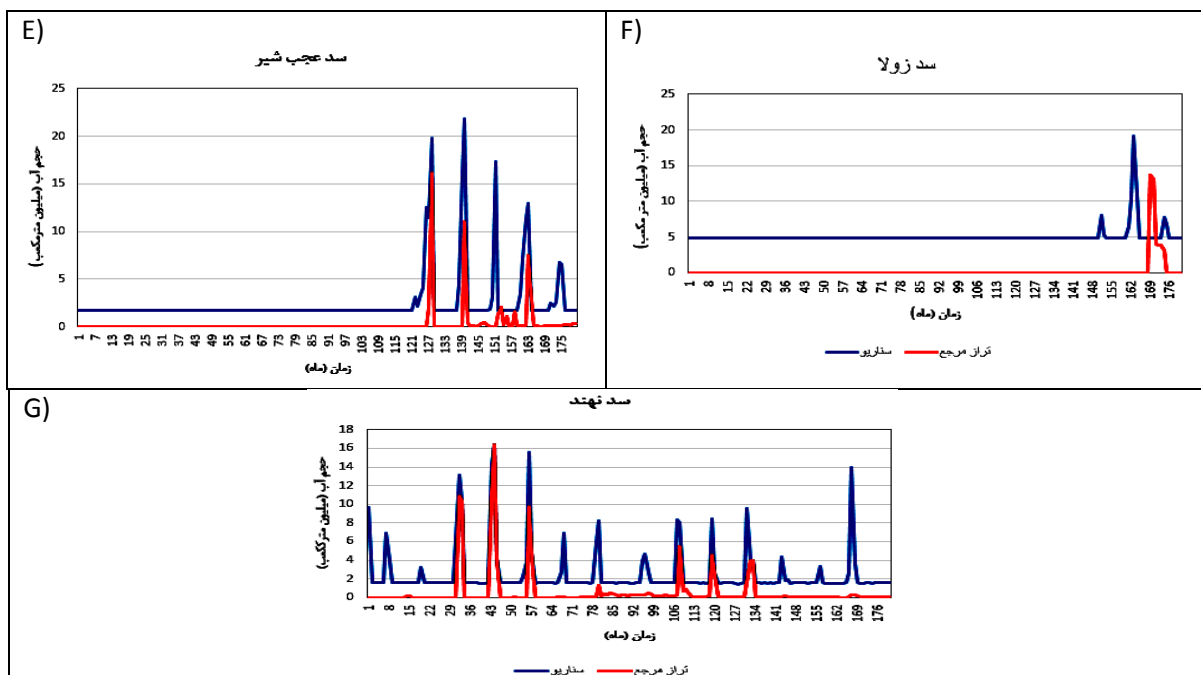 E)
سد عجب شیر
25
20
15
10
5
0
حجم آب (میلیون مترمکعب)
1 7 13 19 25 31 37 43 49 55 61 67 73 79 85 91 97 103 109 115 121 127 133 139 145 151 157 163 169 175
زمان (ماه)
F)
سد زولا
25
20
15
10
5
0
حجم آب (میلیون مترمکعب)
1 8 15 22 29 36 43 50 57 64 71 78 85 92 99 106 113 120 127 134 141 148 155 162 169 176
زمان (ماه)
سناریو تراز مرجع
G)
سد نهند
18
16
14
12
10
8
6
4
2
0
حجم آب (میلیون مترمکعب)
1 8 15 22 29 36 43 50 57 64 71 78 85 92 99 106 113 120 127 134 141 148 155 162 169 176
زمان (ماه)
سناریو تراز مرجع